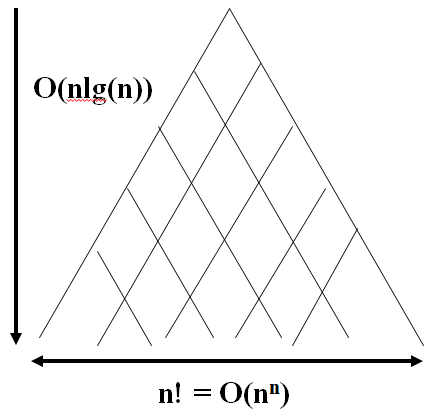 O(nlg(n))
n! = O(nⁿ)